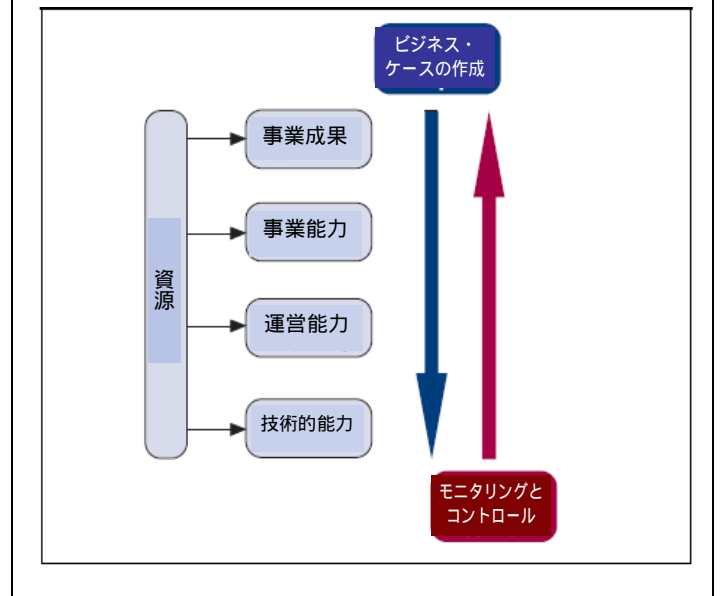 ビジネス・
ケースの作成
事業成果
事業能力
資源
運営能力
技術的能力
モニタリングと
コントロール